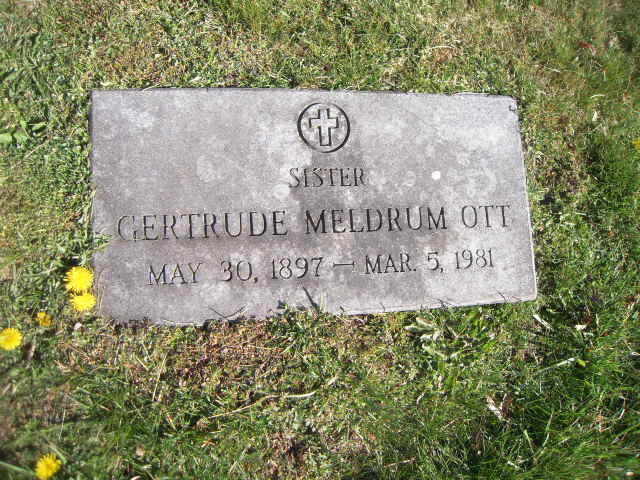 SISTER
GERTRUDE MELDRUM OTT
MAY 30, 1897 — MAR. 5, 1981